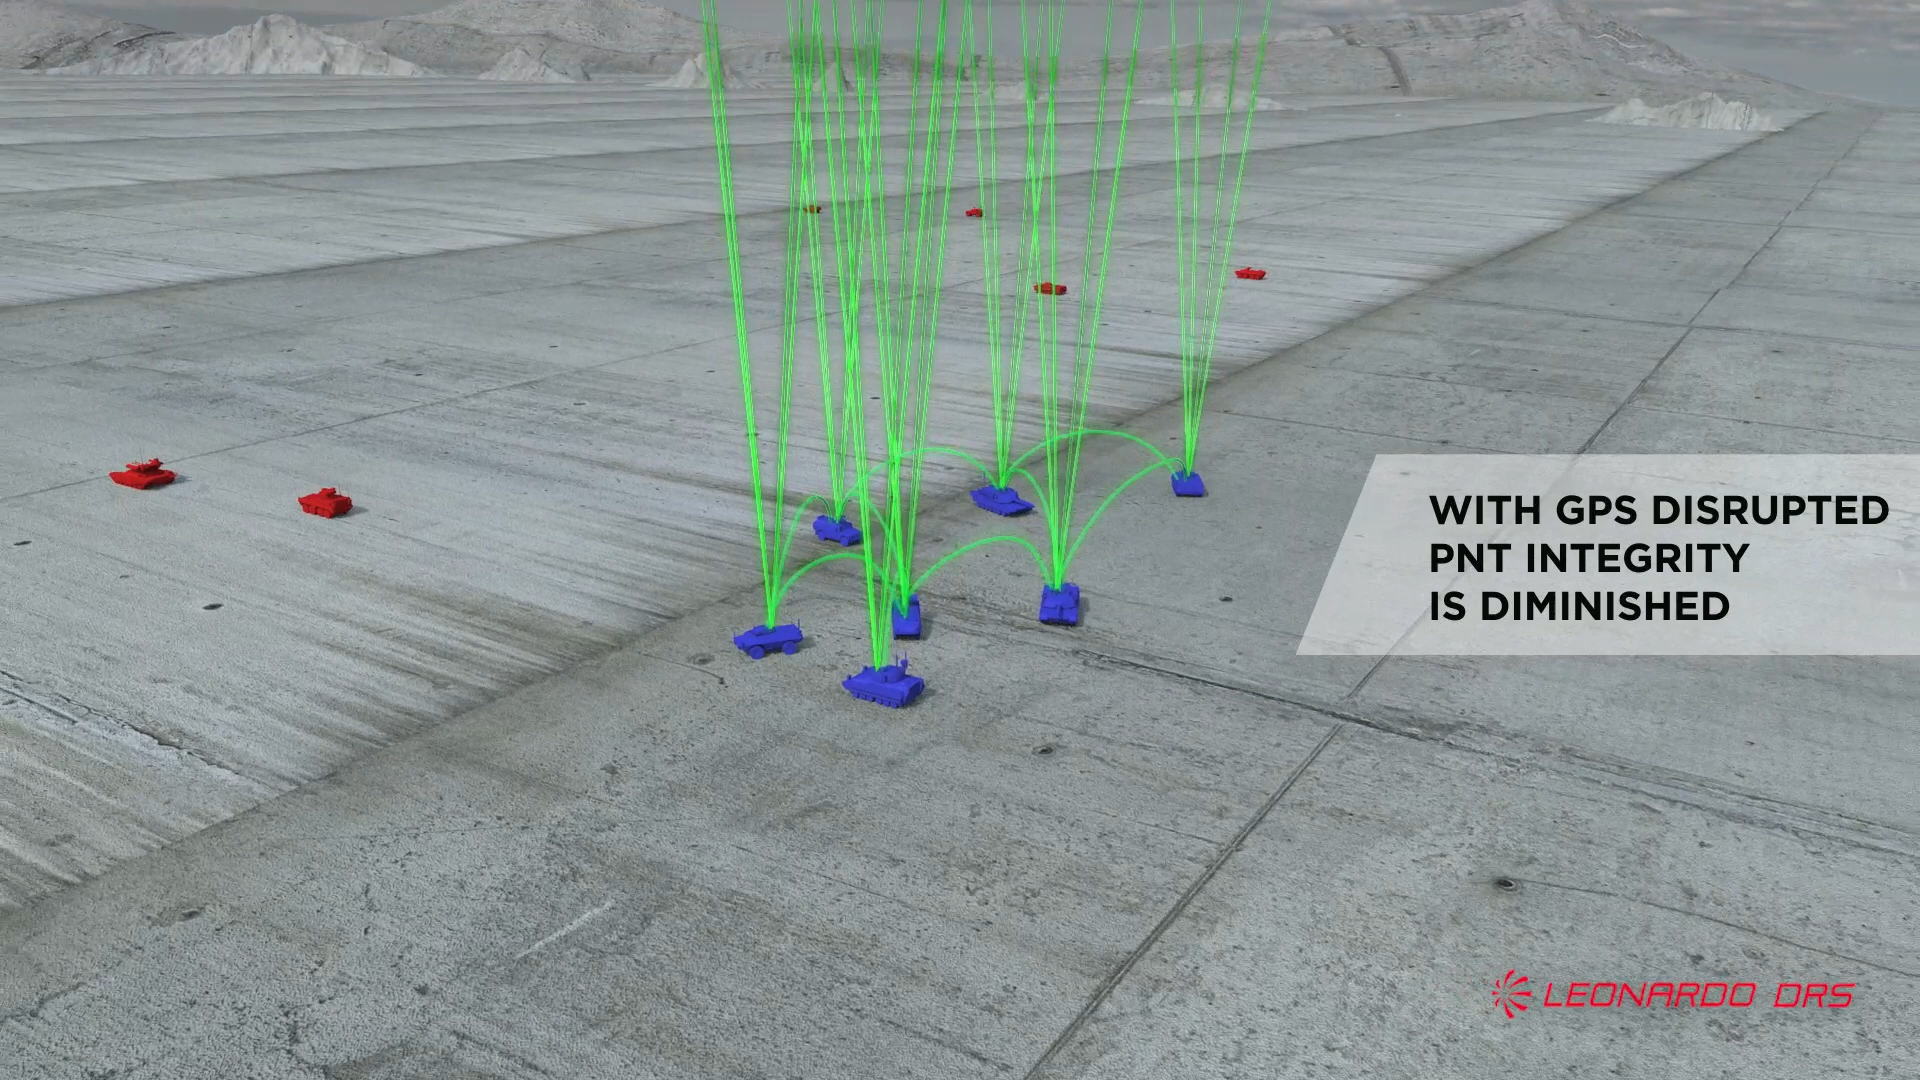 WITH GPS DISRUPTED
PNT INTEGRITY
IS DIMINISHED
LEONARDO DRS